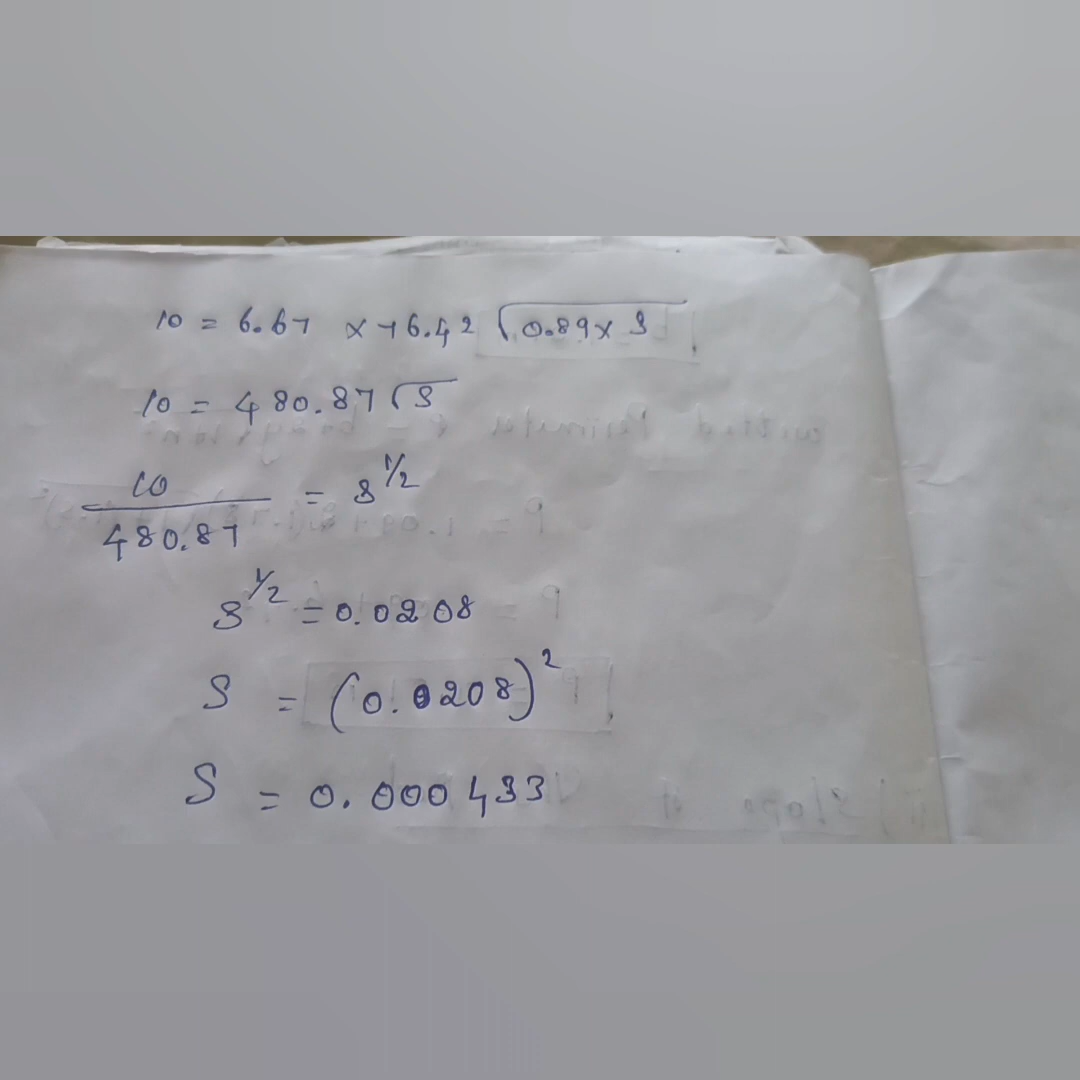 10 = 6.67 × 76.42 √0.89 × S
10 = 480.87 √S
10/480.87 = S^1/2
S^1/2 = 0.0208
S = (0.0208)^2
S = 0.000433